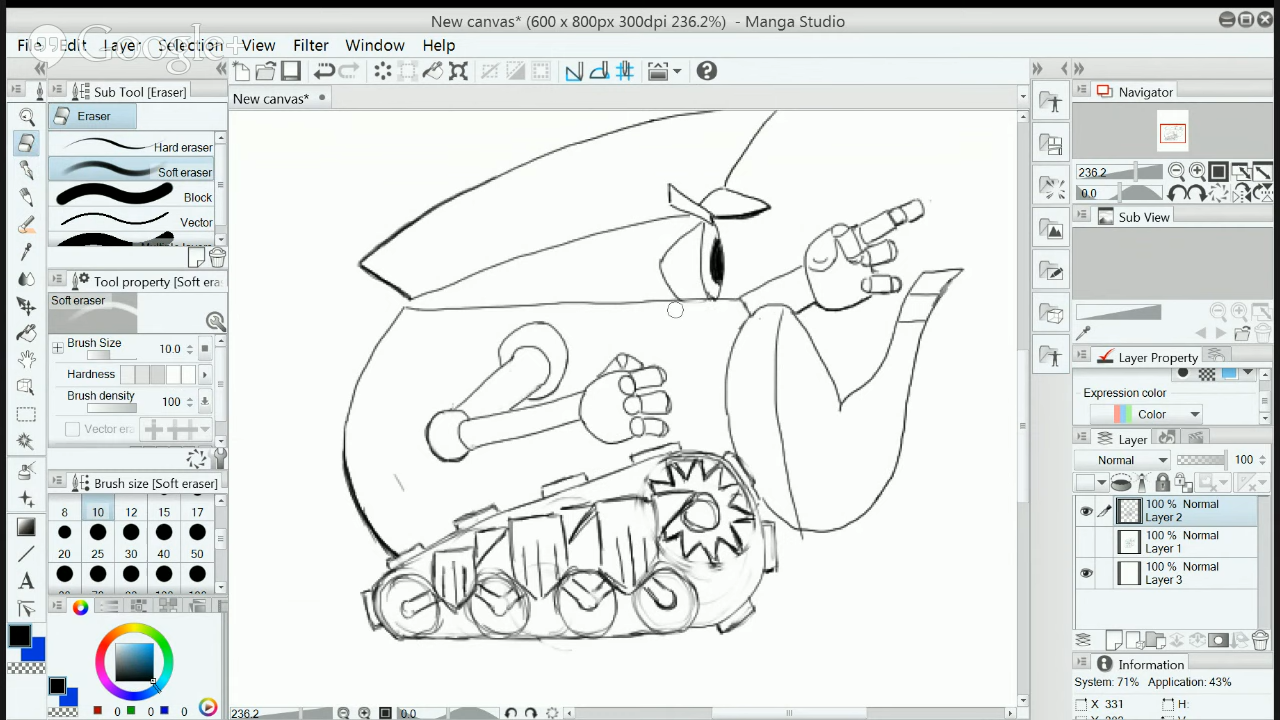 New canvas* (600 x 800px 300dpi 236.2%) - Manga Studio
Google+
File Edit Layer Selection View Filter Window Help
Sub Tool [Eraser]
New canvas*
Navigator
Eraser
Hard eraser
Soft eraser
Block
Vector
236.2
0.0
Sub View
Tool property [Soft era
Soft eraser
Brush Size 10.0
Hardness
Brush density 100
Vector era
Layer Property
Expression color
Color
Layer
Normal 100
Brush size [Soft eraser]
8 10 12 15 17
20 25 30 40 50
100 % Normal
Layer 2
100 % Normal
Layer 1
100 % Normal
Layer 3
Information
System: 71% Application: 43%
X 331 W:
H:
0 0 0
236.2 0.0